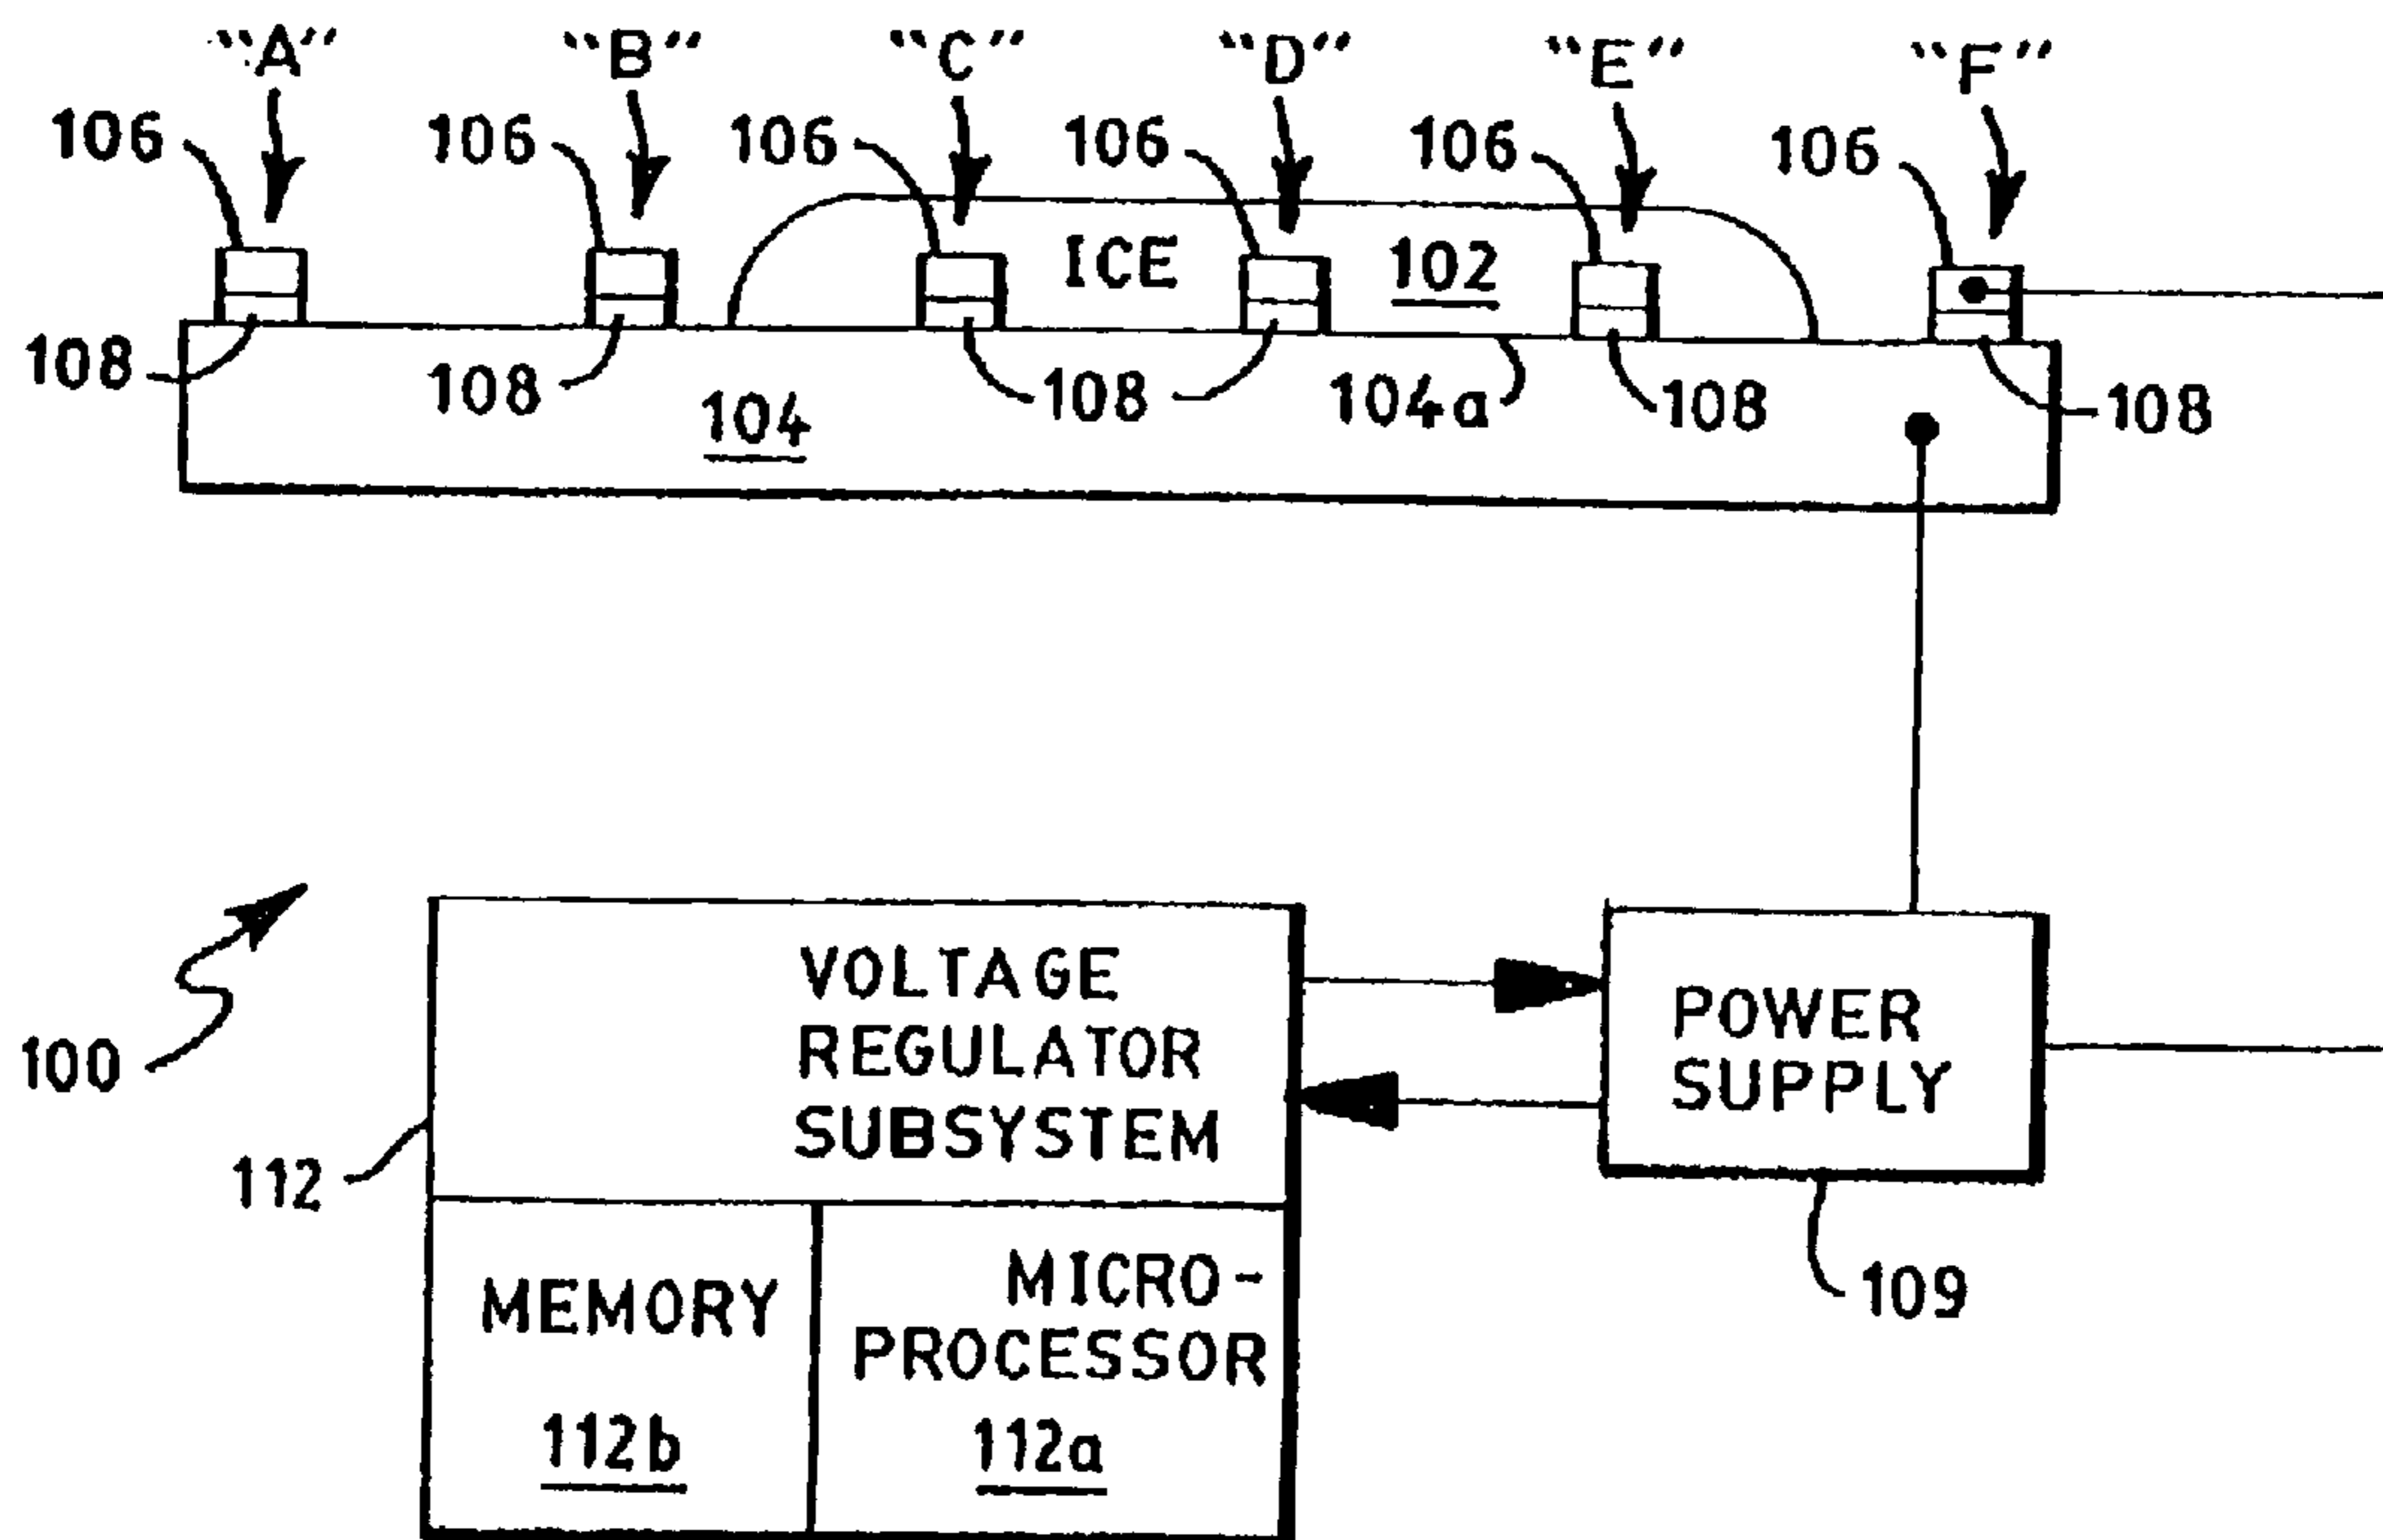 "A" "B" "C" "D" "E" "F"
106 106 106 106 106 106
ICE 102
108 108 104 108 104a 108 108
100
VOLTAGE
REGULATOR
SUBSYSTEM
112
POWER
SUPPLY
109
MEMORY
112b
MICRO-
PROCESSOR
112a